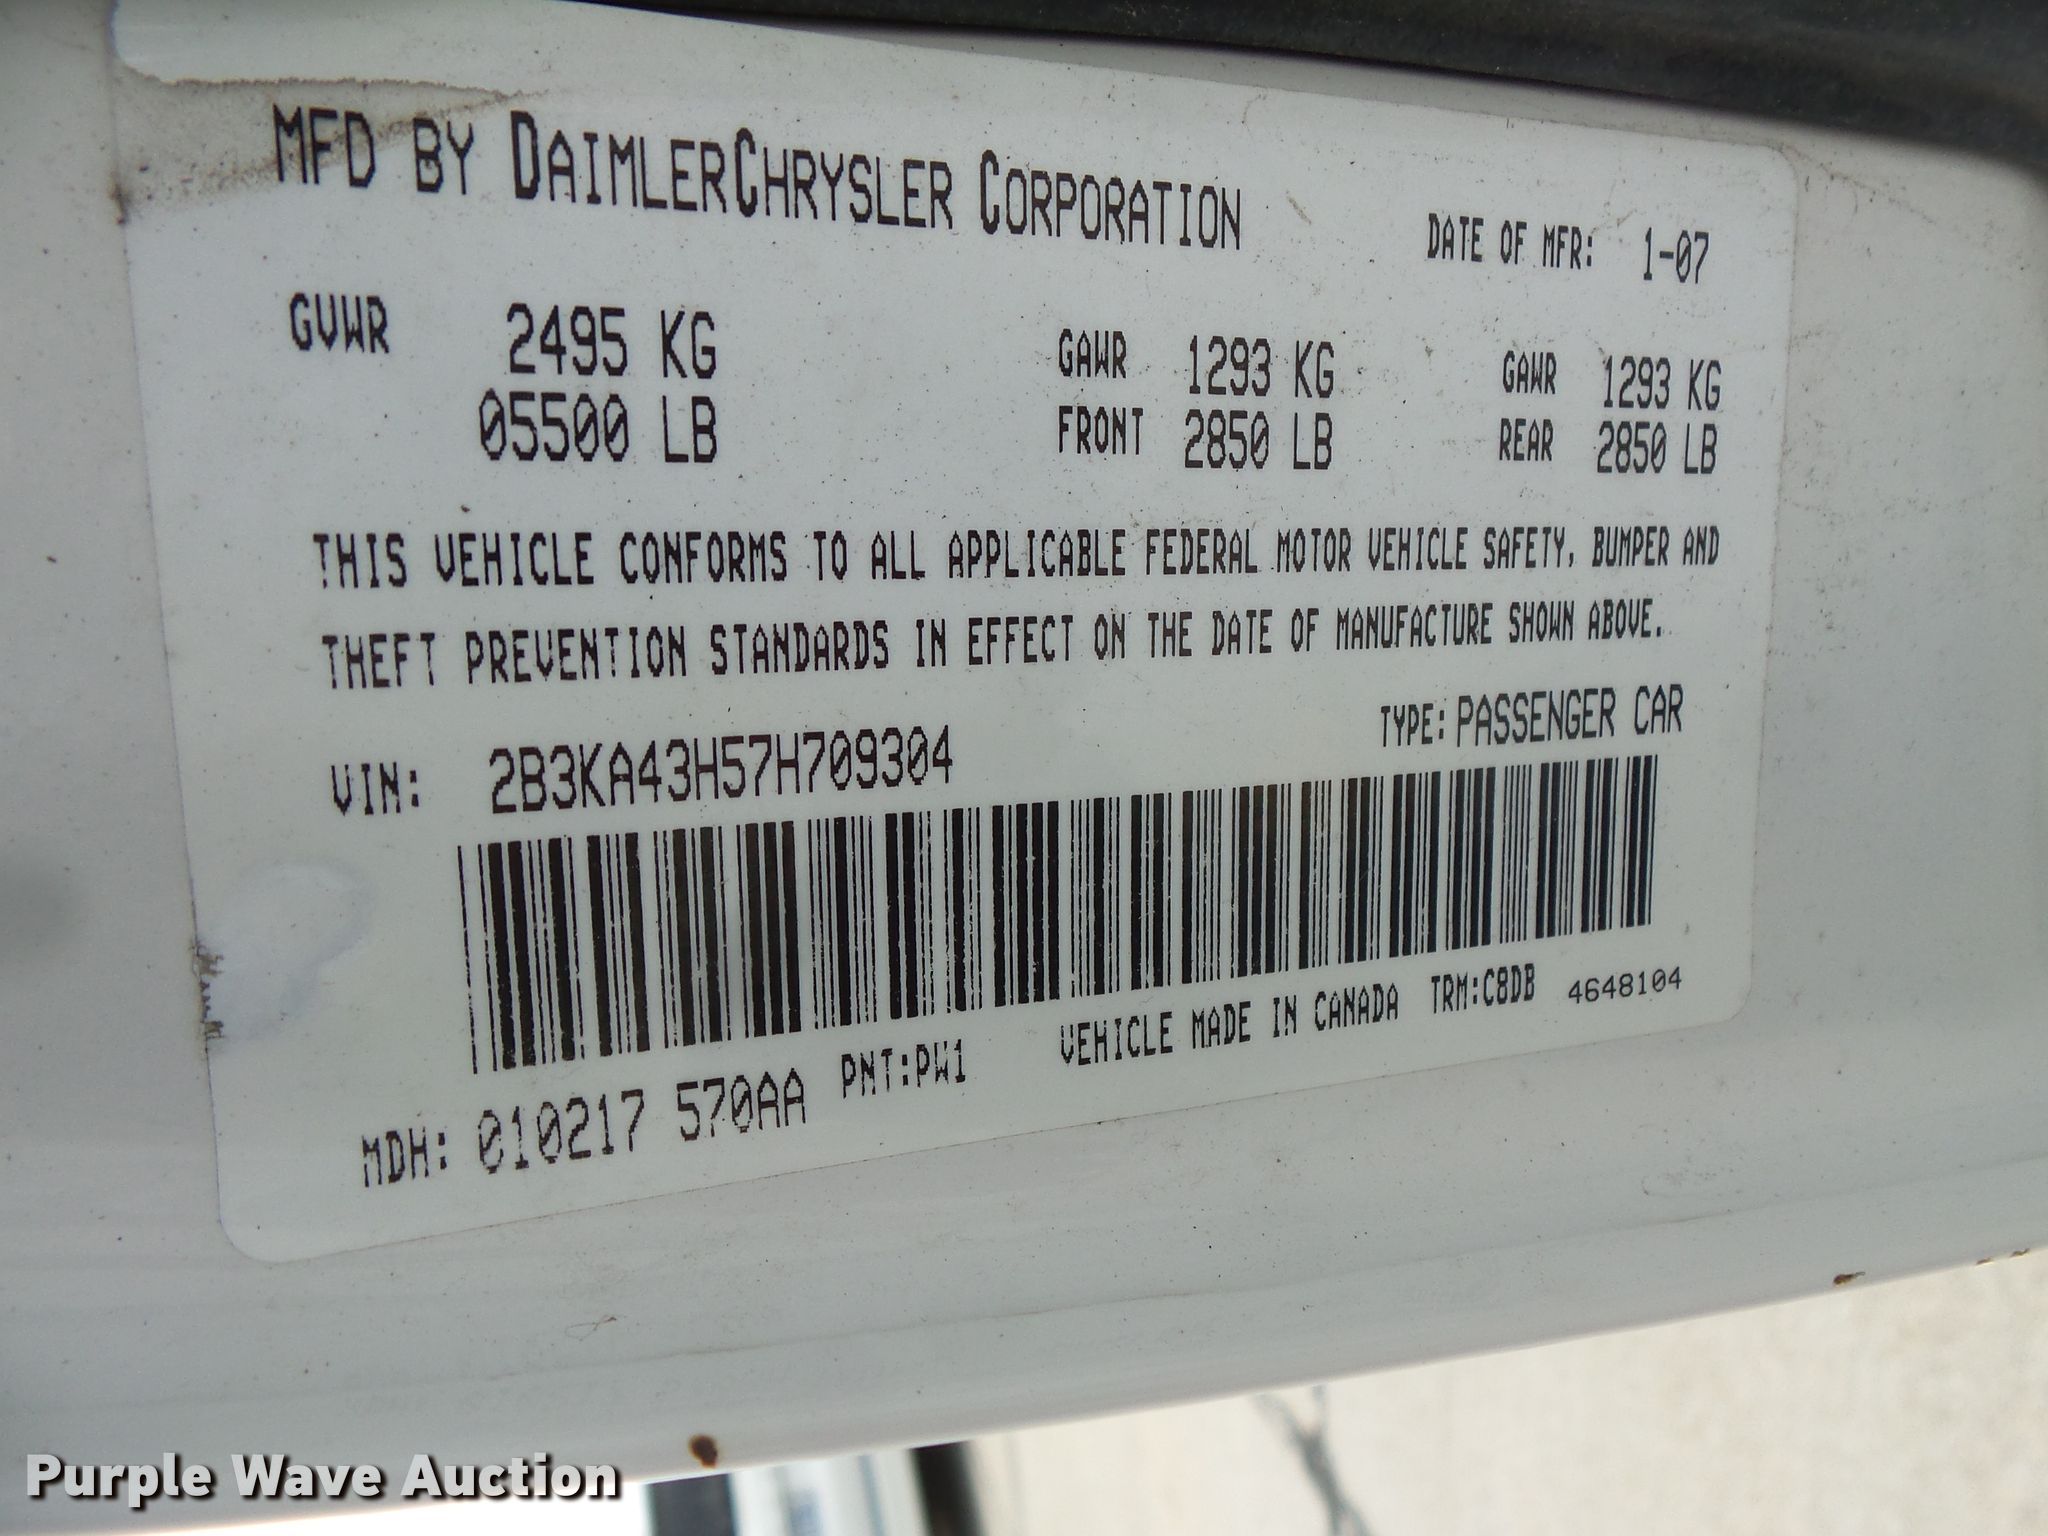 MFD BY DAIMLERCHRYSLER CORPORATION
DATE OF MFR: 1-07
GVWR 2495 KG GAWR 1293 KG GAWR 1293 KG
05500 LB FRONT 2850 LB REAR 2850 LB
THIS VEHICLE CONFORMS TO ALL APPLICABLE FEDERAL MOTOR VEHICLE SAFETY, BUMPER AND
THEFT PREVENTION STANDARDS IN EFFECT ON THE DATE OF MANUFACTURE SHOWN ABOVE.
VIN: 2B3KA43H57H709304 TYPE: PASSENGER CAR
MDH: 010217 570AA PNT:PW1 VEHICLE MADE IN CANADA TRM:C8DB 4648104
Purple Wave Auction